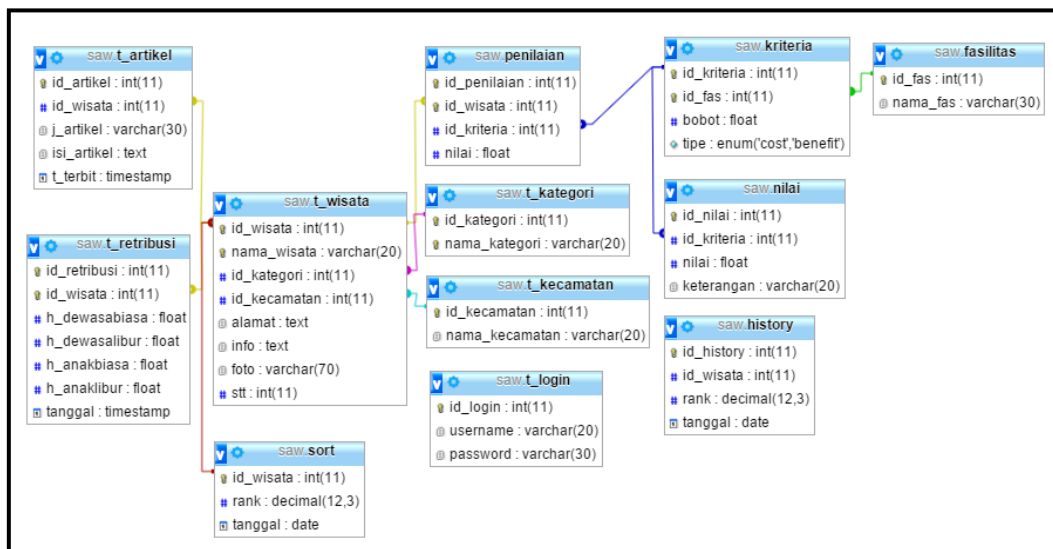 saw.t_artikel
id_artikel : int(11)
id_wisata : int(11)
j_artikel : varchar(30)
isi_artikel : text
t_terbit : timestamp
saw.t_retribusi
id_retribusi : int(11)
id_wisata : int(11)
h_dewasabiasa : float
h_dewasalibur : float
h_anakbiasa : float
h_anaklibur : float
tanggal : timestamp
saw.t_wisata
id_wisata : int(11)
nama_wisata : varchar(20)
id_kategori : int(11)
id_kecamatan : int(11)
alamat : text
info : text
foto : varchar(70)
stt : int(11)
saw.sort
id_wisata : int(11)
rank : decimal(12,3)
tanggal : date
saw.penilaian
id_penilaian : int(11)
id_wisata : int(11)
id_kriteria : int(11)
nilai : float
saw.t_kategori
id_kategori : int(11)
nama_kategori : varchar(20)
saw.t_kecamatan
id_kecamatan : int(11)
nama_kecamatan : varchar(20)
saw.t_login
id_login : int(11)
username : varchar(20)
password : varchar(30)
saw.kriteria
id_kriteria : int(11)
id_fas : int(11)
bobot : float
tipe : enum('cost','benefit')
saw.nilai
id_nilai : int(11)
id_kriteria : int(11)
nilai : float
keterangan : varchar(20)
saw.history
id_history : int(11)
id_wisata : int(11)
rank : decimal(12,3)
tanggal : date
saw.fasilitas
id_fas : int(11)
nama_fas : varchar(30)